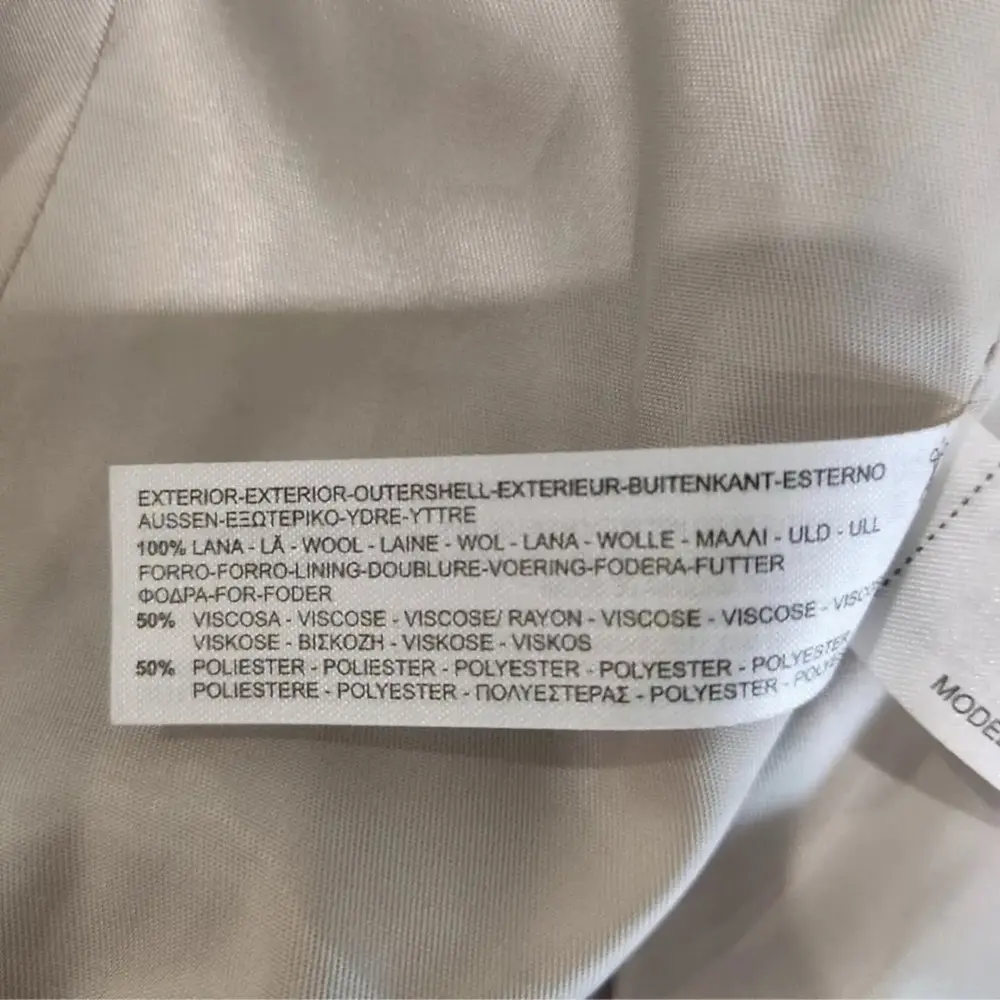 EXTERIOR-EXTERIOR-OUTERSHELL-EXTERIEUR-BUITENKANT-ESTERNO
AUSSEN-ΕΞΩΤΕΡΙΚΟ-YDRE-YTTRE
100% LANA - LÃ - WOOL - LAINE - WOL - LANA - WOLLE - ΜΑΛΛΙ - ULD - ULL
FORRO-FORRO-LINING-DOUBLURE-VOERING-FODERA-FUTTER
ΦΟΔΡΑ-FOR-FODER
50% VISCOSA - VISCOSE - VISCOSE/ RAYON - VISCOSE - VISCOSE -
VISKOSE - ΒΙΣΚΟΖΗ - VISKOSE - VISKOS
50% POLIESTER - POLIESTER - POLYESTER - POLYESTER - POLYESTER
POLIESTERE - POLYESTER - ΠΟΛΥΕΣΤΕΡΑΣ - POLYESTER -